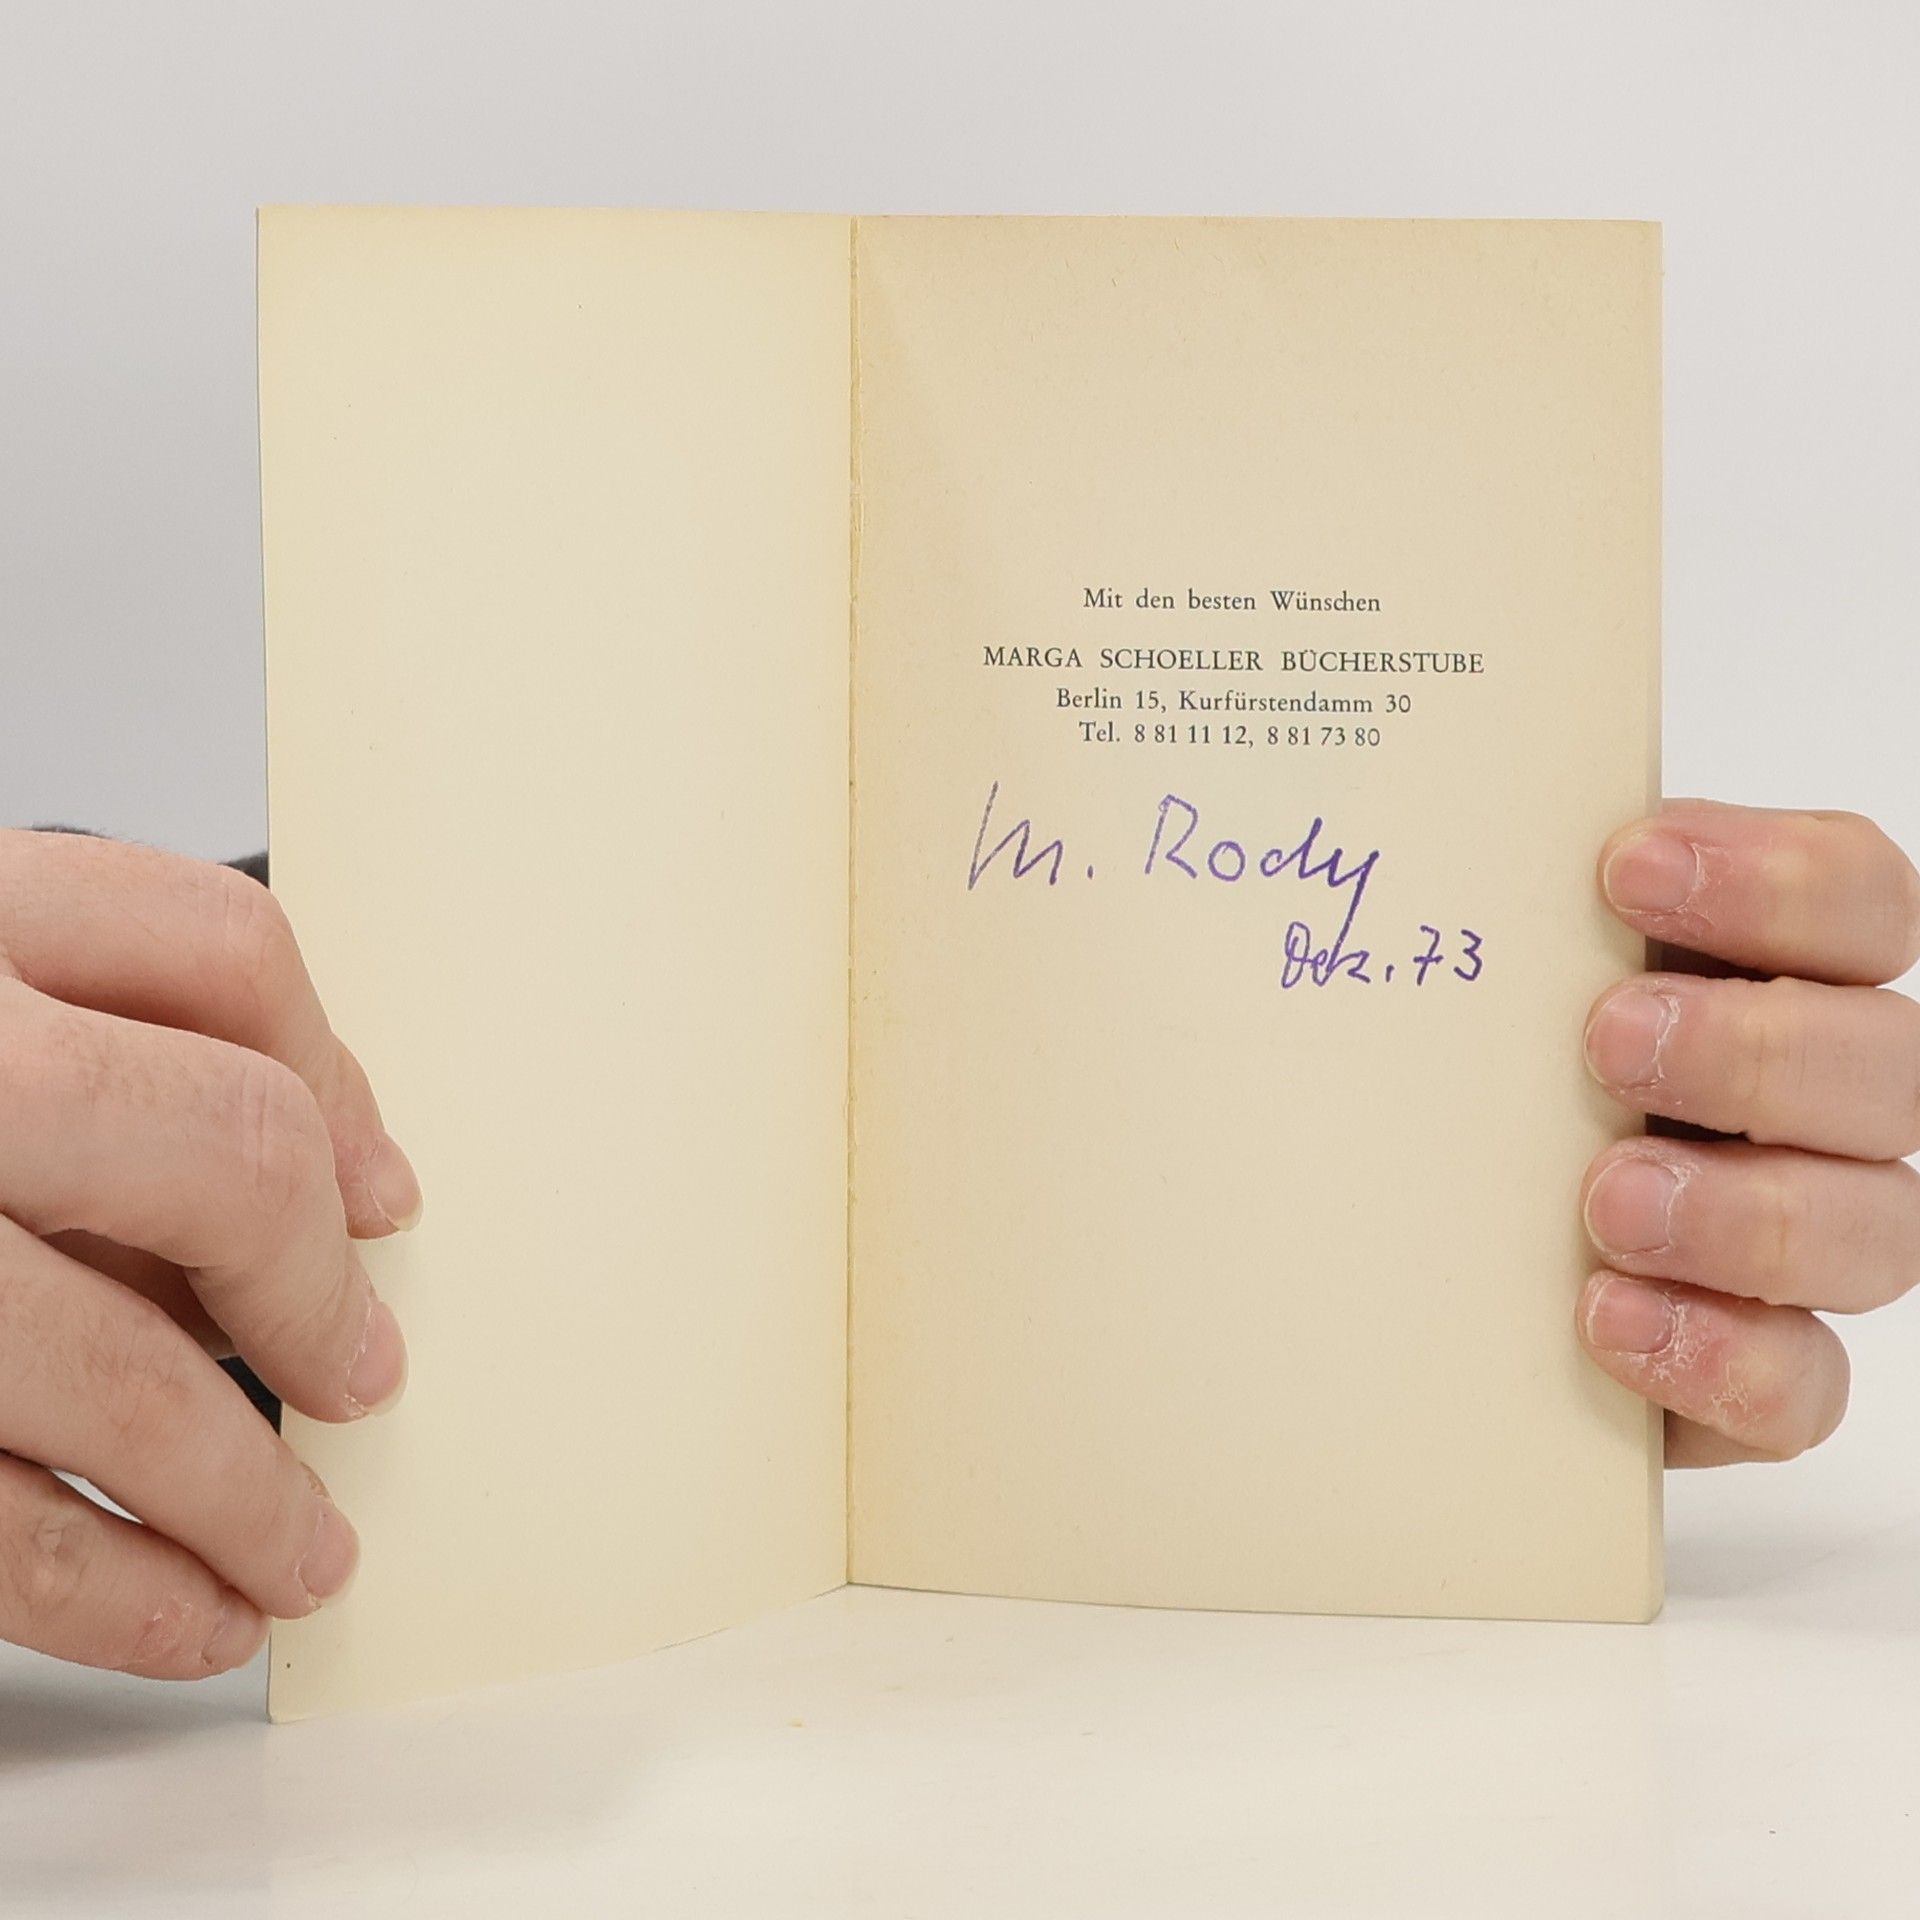 Mit den besten Wünschen
MARGA SCHOELLER BÜCHERSTUBE
Berlin 15, Kurfürstendamm 30
Tel. 8 81 11 12, 8 81 73 80
M. Rody
Dez. 73